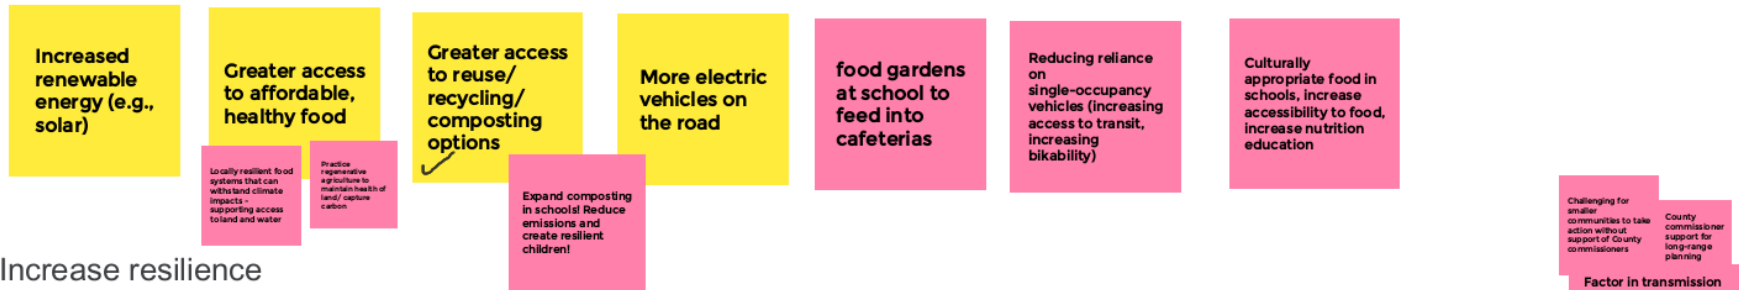 Increased
renewable
energy (e.g.,
solar)
Greater access
to affordable,
healthy food
Greater access
to reuse/
recycling/
composting
options
More electric
vehicles on
the road
food gardens
at school to
feed into
cafeterias
Reducing reliance
on
single-occupancy
vehicles (increasing
access to transit,
increasing
bikability)
Culturally
appropriate food in
schools, increase
accessibility to food,
increase nutrition
education
Locally resilient food
systems that can
withstand climate
impacts -
supporting access
to land and water
Practice
regenerative
agriculture to
maintain health of
land/ capture
carbon
Expand composting
in schools! Reduce
emissions and
create resilient
children!
Challenging for
smaller
communities to take
action without
support of County
commissioners
County
commissioner
support for
long-range
planning
Factor in transmission
Increase resilience